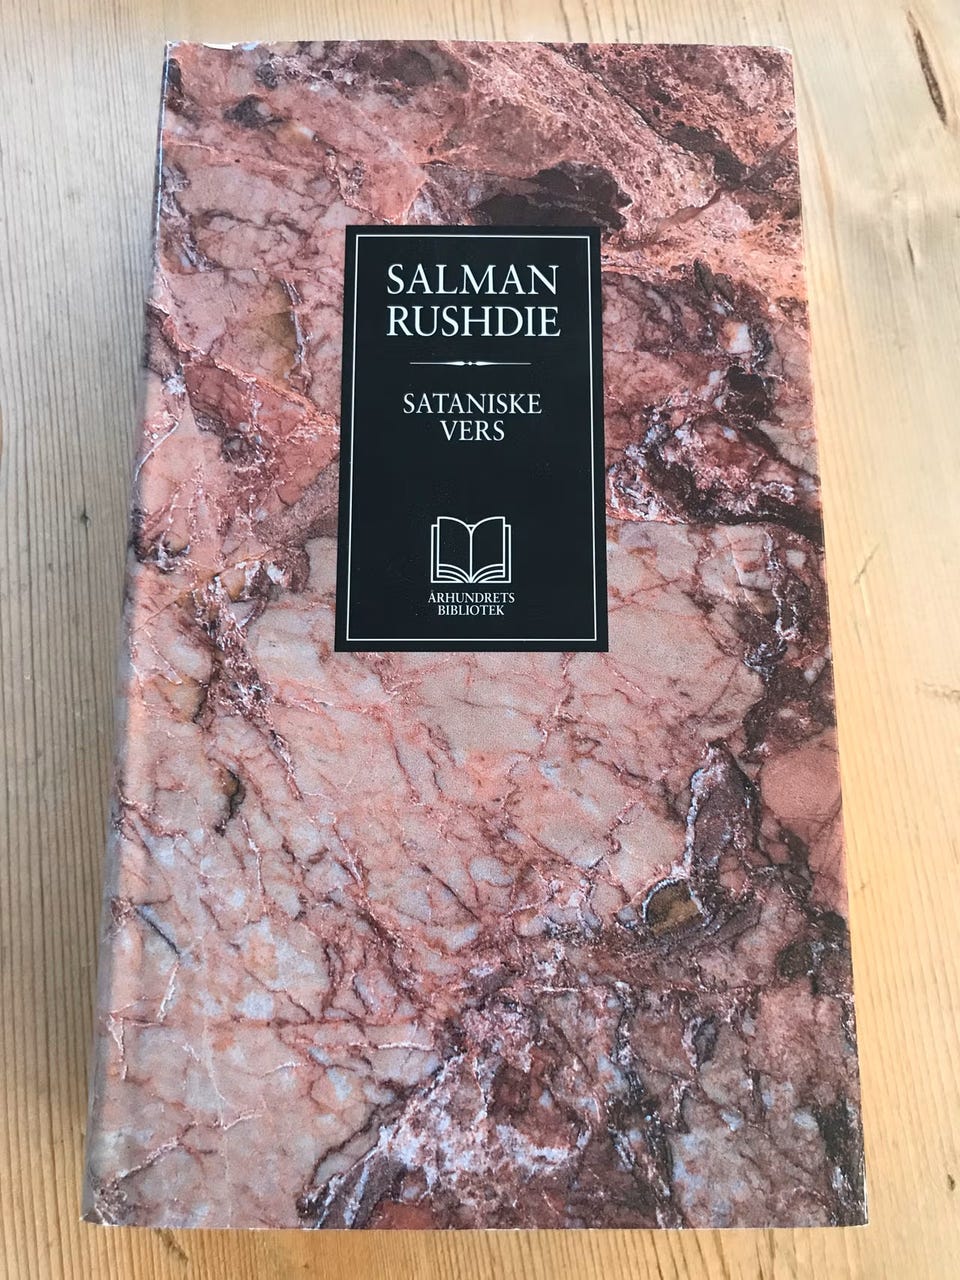 SALMAN
RUSHDIE
SATANISKE
VERS
ÅRHUNDRETS
BIBLIOTEK